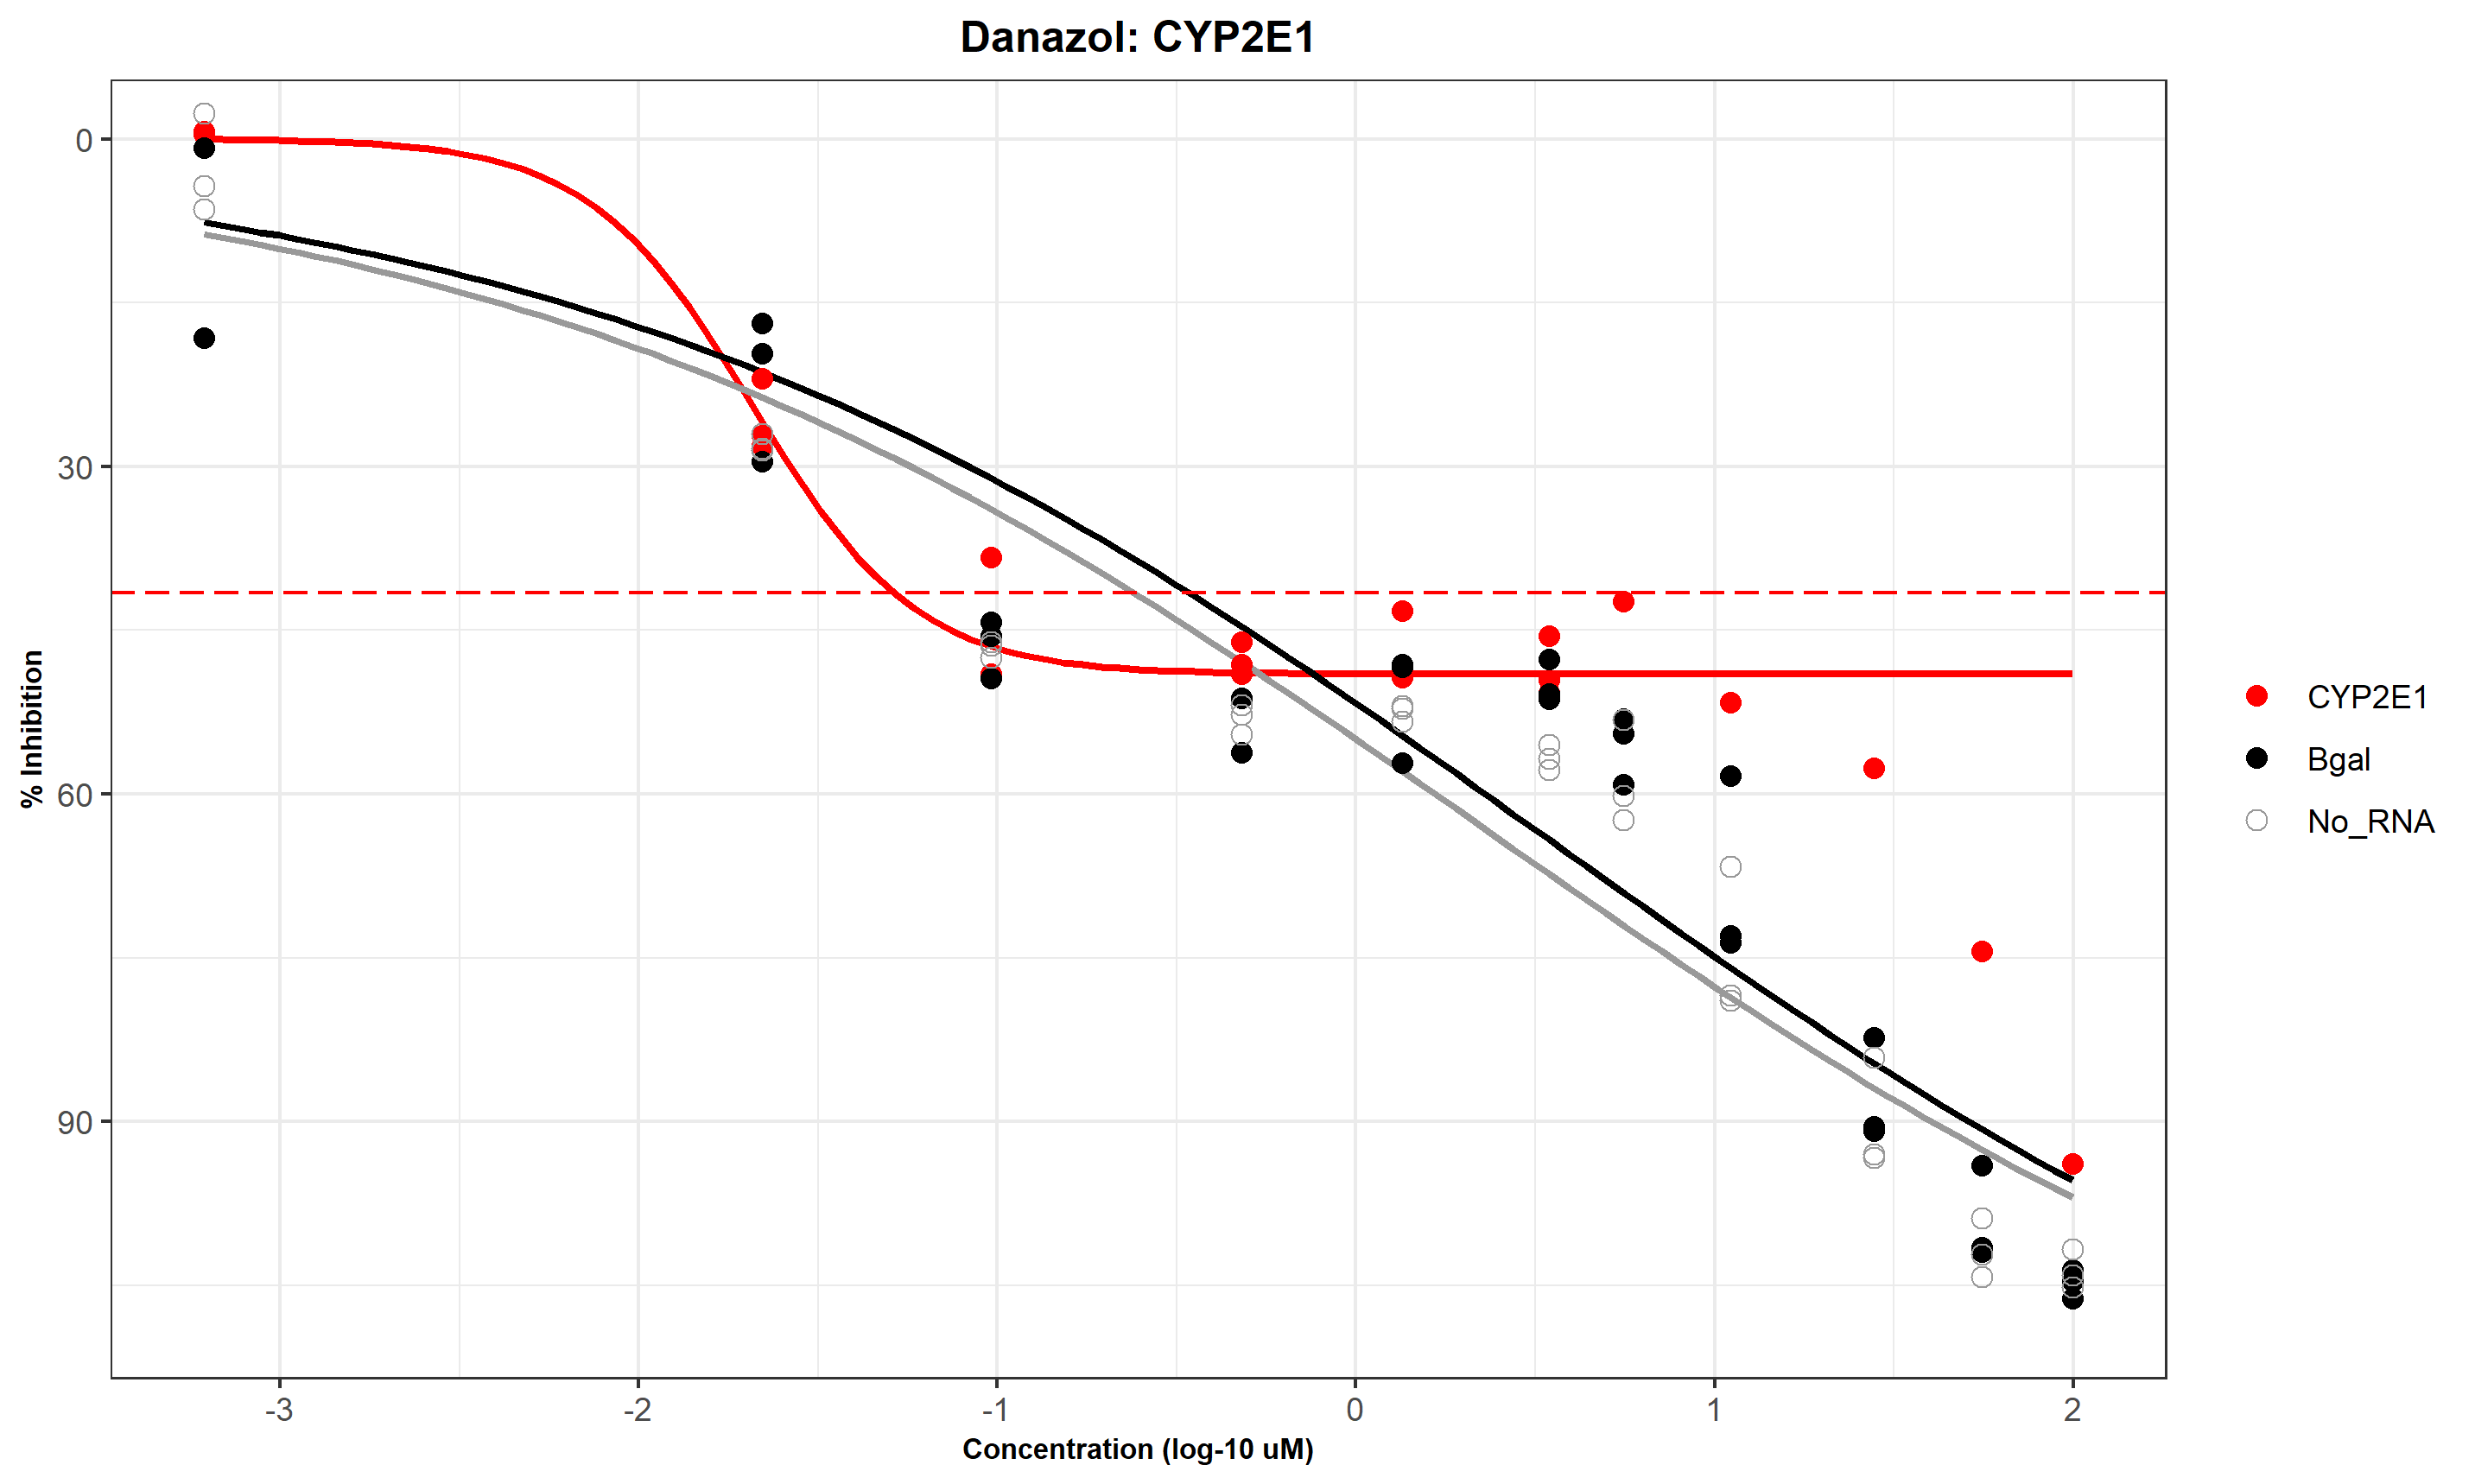 Danazol: CYP2E1
% Inhibition
0
30
60
90
-3
-2
-1
0
1
2
Concentration (log-10 uM)
CYP2E1
Bgal
No_RNA